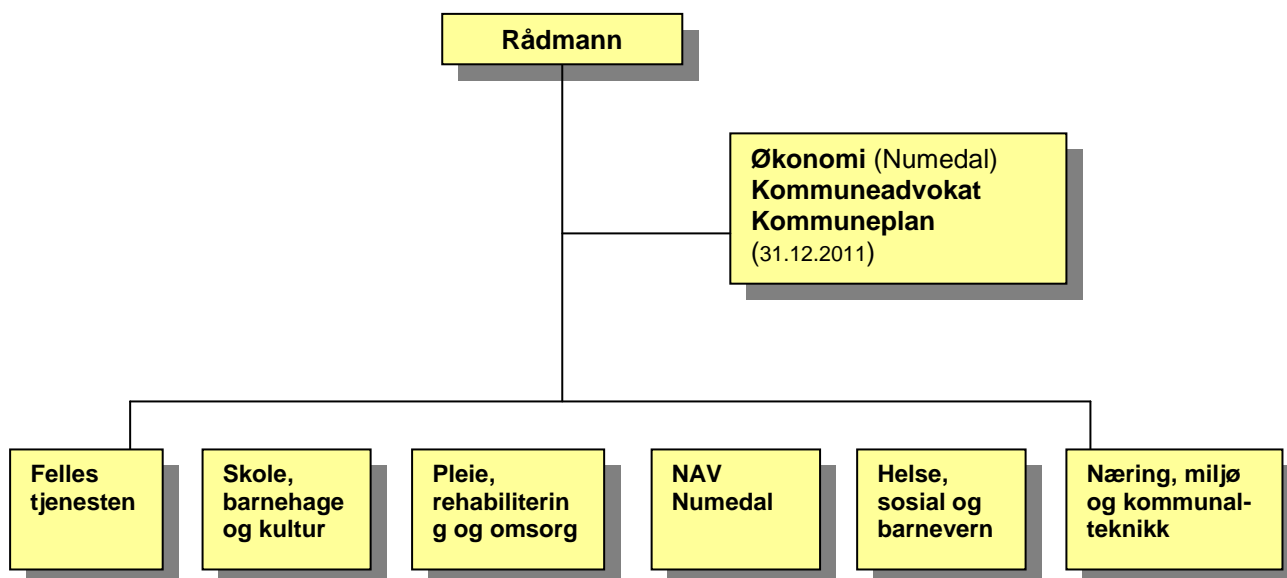 Rådmann
Økonomi (Numedal)
Kommuneadvokat
Kommuneplan
(31.12.2011)
Felles
tjenesten
Skole,
barnehage
og kultur
Pleie,
rehabiliterin
g og omsorg
NAV
Numedal
Helse,
sosial og
barnevern
Næring, miljø
og kommunal-
teknikk